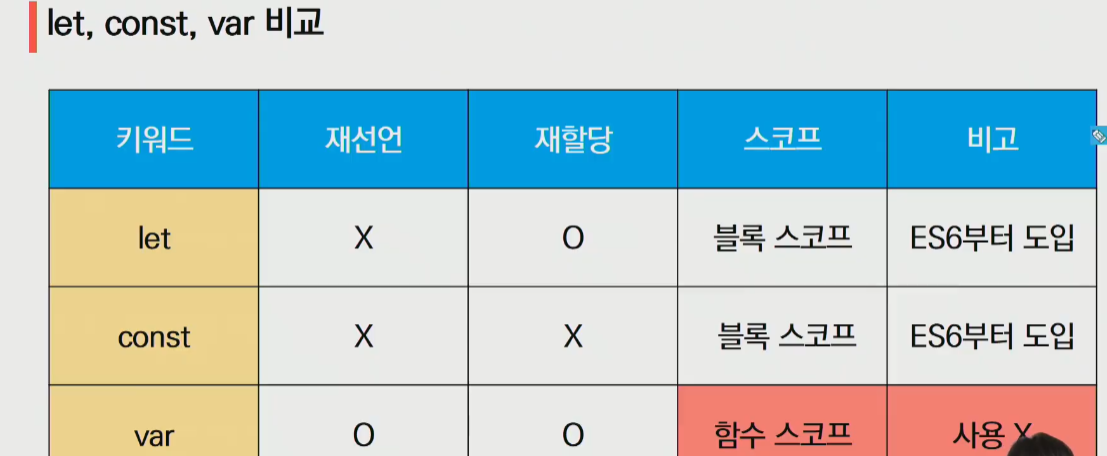 let, const, var 비교
키워드 재선언 재할당 스코프 비고
let X O 블록 스코프 ES6부터 도입
const X X 블록 스코프 ES6부터 도입
var O O 함수 스코프 사용 X